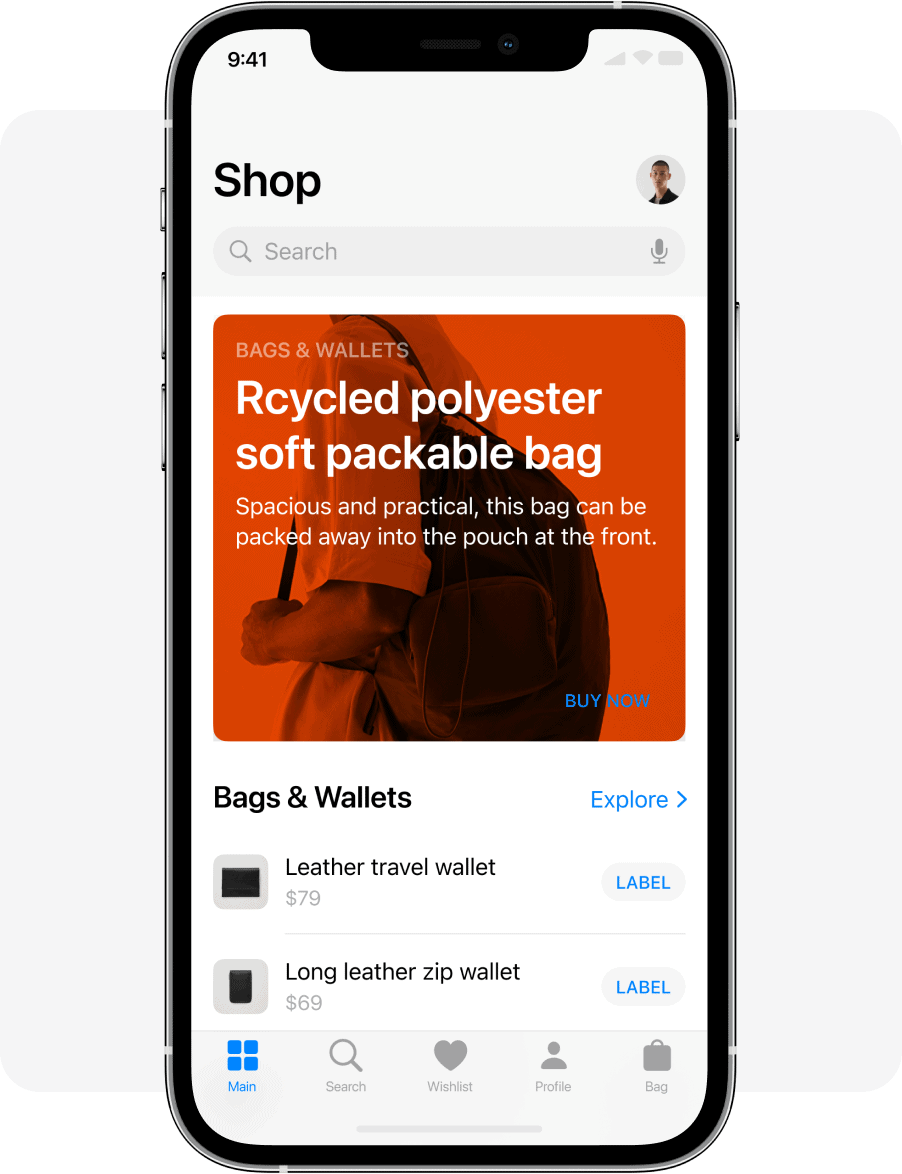 9:41
Shop
Search
BAGS & WALLETS
Rcycled polyester
soft packable bag
Spacious and practical, this bag can be
packed away into the pouch at the front.
BUY NOW
Bags & Wallets
Explore
Leather travel wallet
$79
LABEL
Long leather zip wallet
$69
LABEL
Main
Search
Wishlist
Profile
Bag